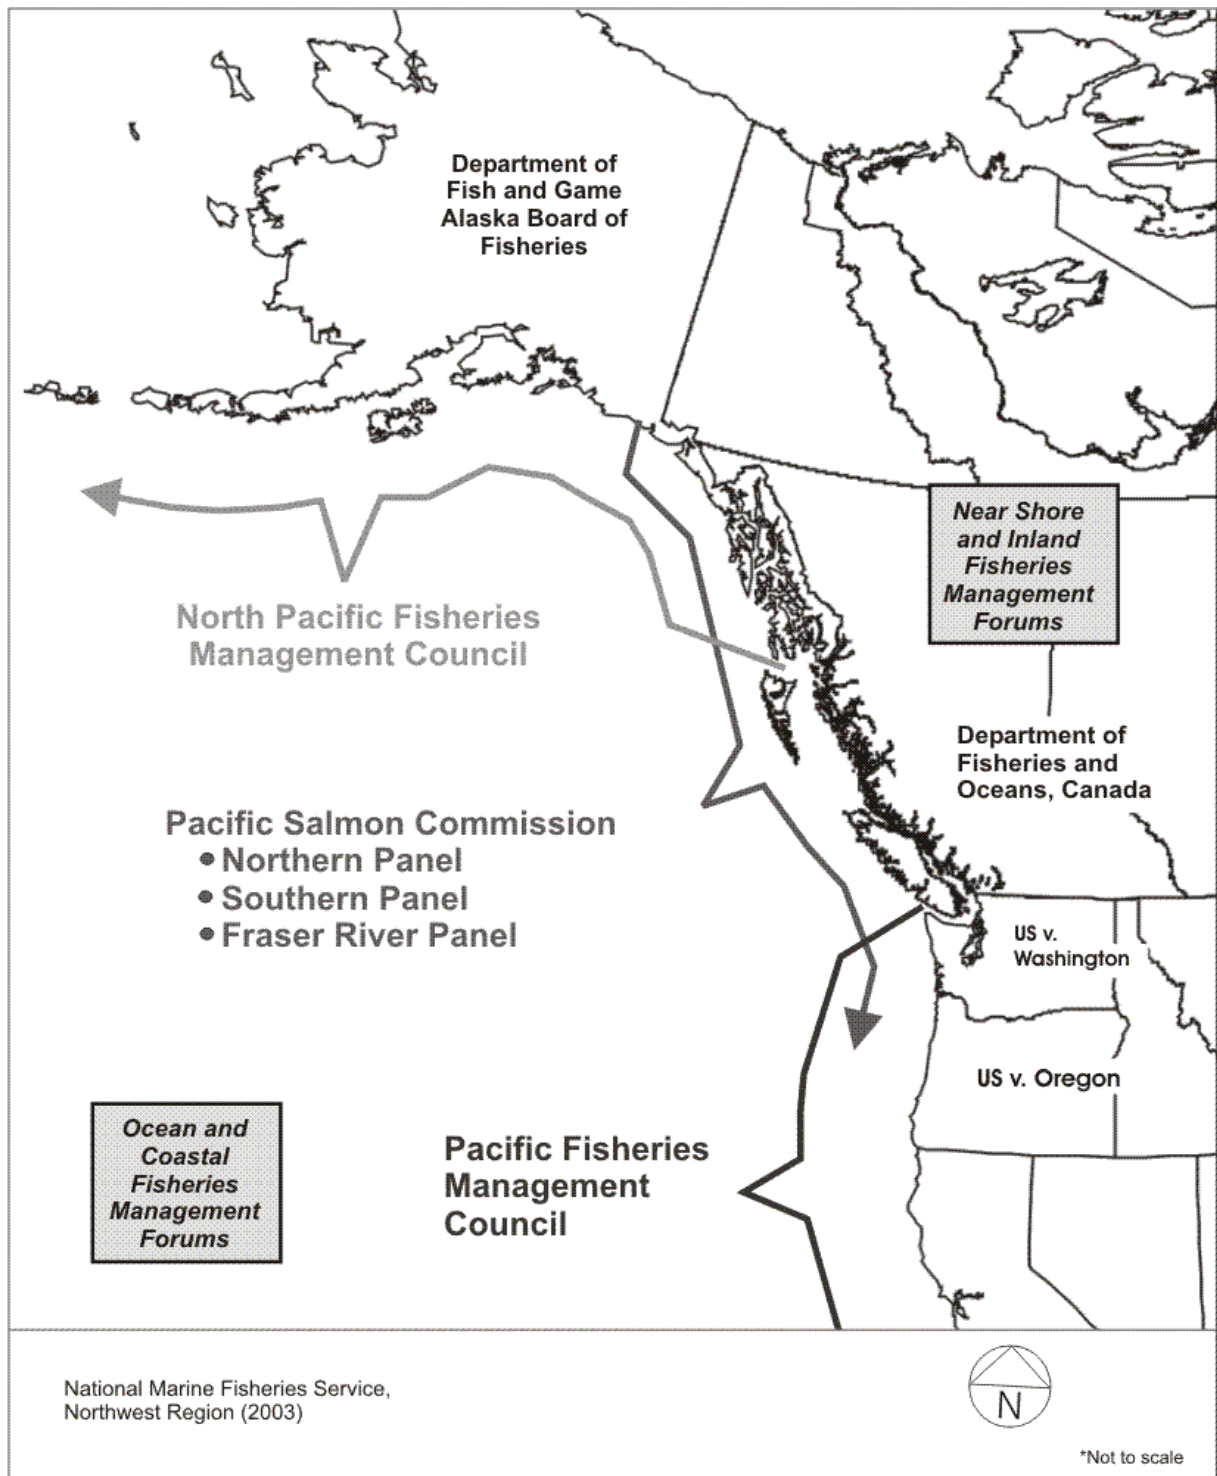 Department of
Fish and Game
Alaska Board of
Fisheries
Near Shore
and Inland
Fisheries
Management
Forums
North Pacific Fisheries
Management Council
Department of
Fisheries and
Oceans, Canada
Pacific Salmon Commission
• Northern Panel
• Southern Panel
• Fraser River Panel
US v.
Washington
US v. Oregon
Ocean and
Coastal
Fisheries
Management
Forums
Pacific Fisheries
Management
Council
National Marine Fisheries Service,
Northwest Region (2003)
N
*Not to scale